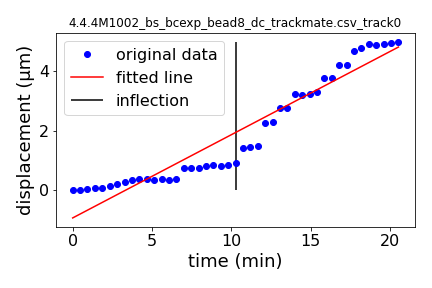 4.4.4M1002_bs_bcexp_bead8_dc_trackmate.csv_track0
original data
fitted line
inflection
displacement (μm)
4
2
0
0 5 10 15 20
time (min)